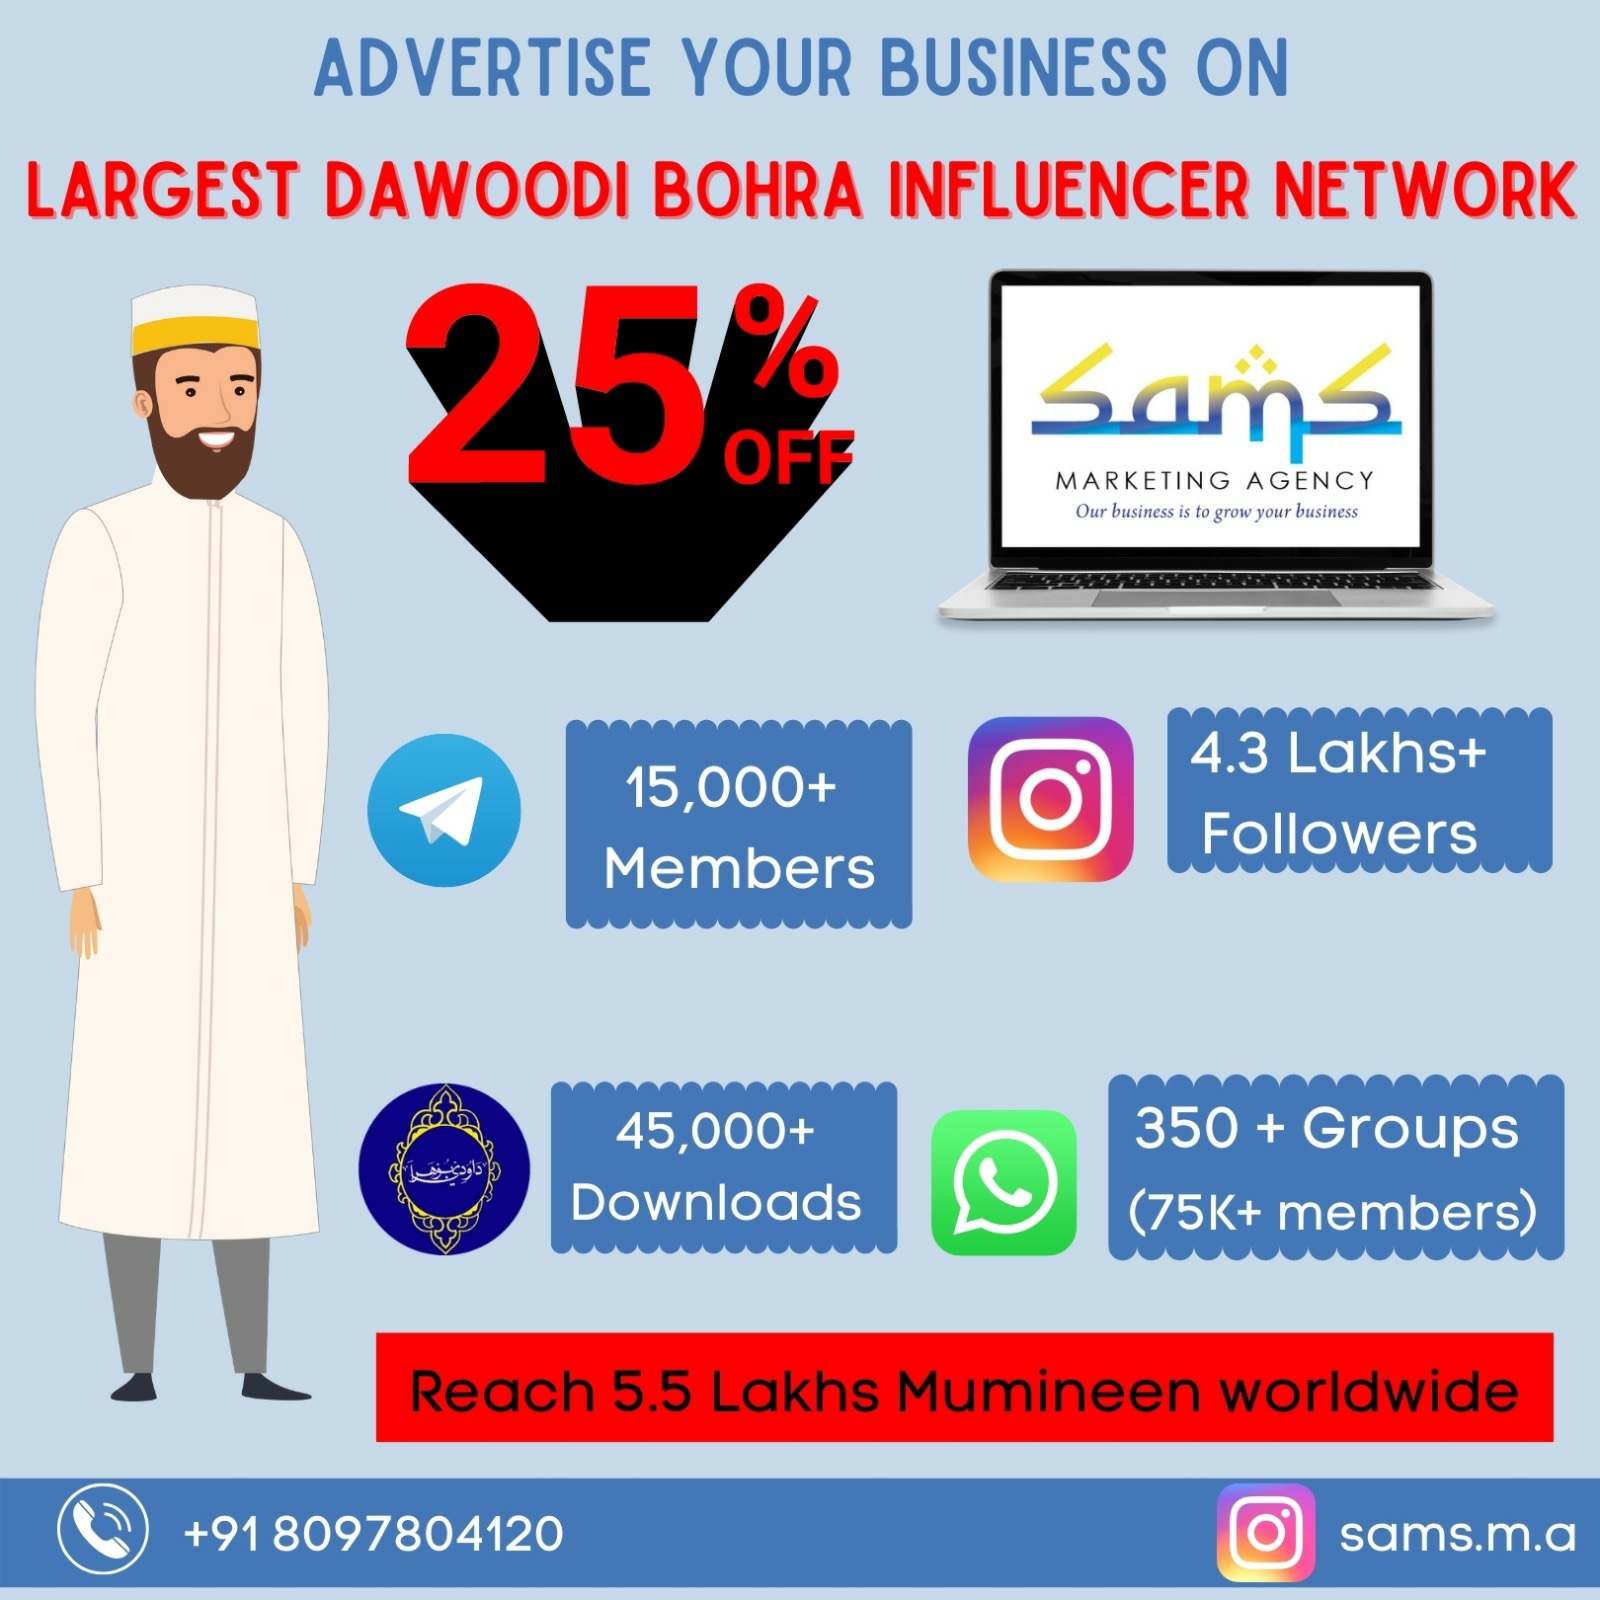 ADVERTISE YOUR BUSINESS ON
LARGEST DAWOODI BOHRA INFLUENCER NETWORK
25% OFF
sams
MARKETING AGENCY
Our business is to grow your business
15,000+
Members
4.3 Lakhs+
Followers
داودي بوهرا
45,000+
Downloads
350 + Groups
(75K+ members)
Reach 5.5 Lakhs Mumineen worldwide
+91 8097804120
sams.m.a